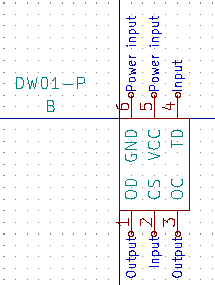 Power input
Power input
Input
DW01-P
B
6
5
4
GND
VCC
TD
OD
CS
OC
1
2
3
Output
Input
Output